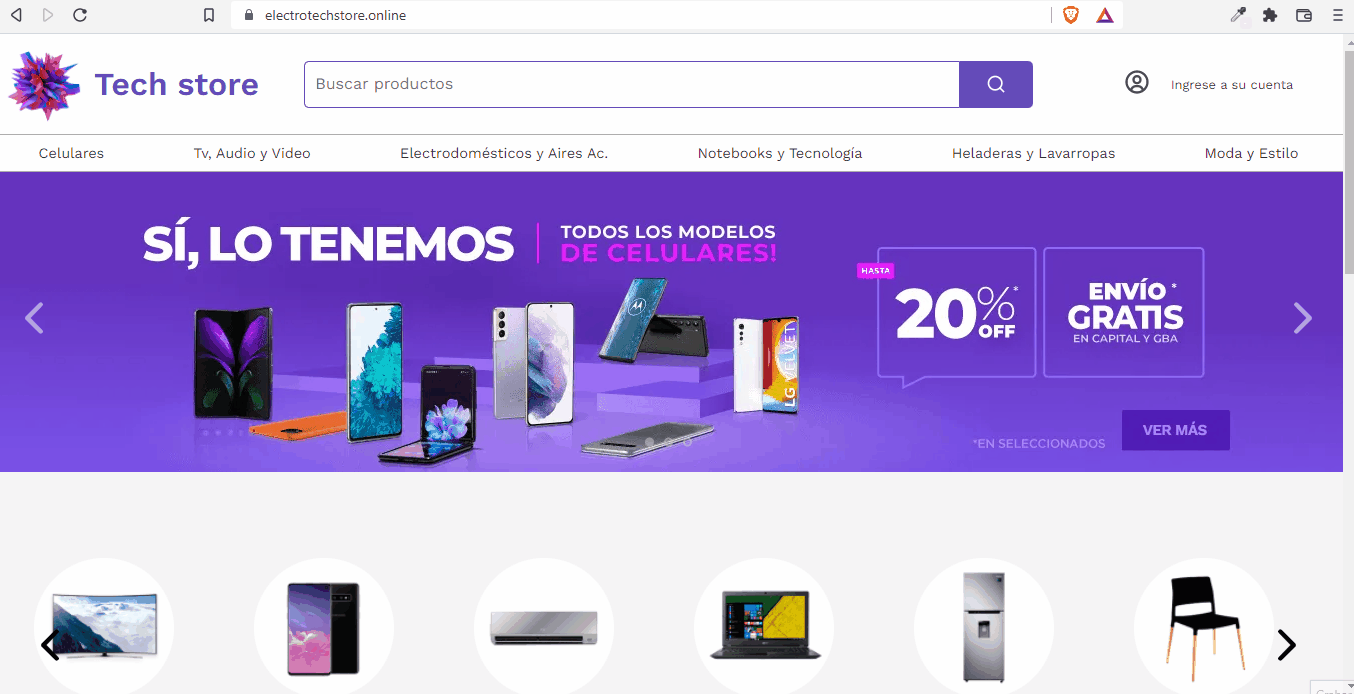 electrotechstore.online
Tech store
Buscar productos
Ingrese a su cuenta
Celulares
Tv, Audio y Video
Electrodomésticos y Aires Ac.
Notebooks y Tecnología
Heladeras y Lavarropas
Moda y Estilo
SÍ, LO TENEMOS
TODOS LOS MODELOS
DE CELULARES!
HASTA
20%*
OFF
ENVÍO *
GRATIS
EN CAPITAL Y GBA
LG VELVET
*EN SELECCIONADOS
VER MÁS